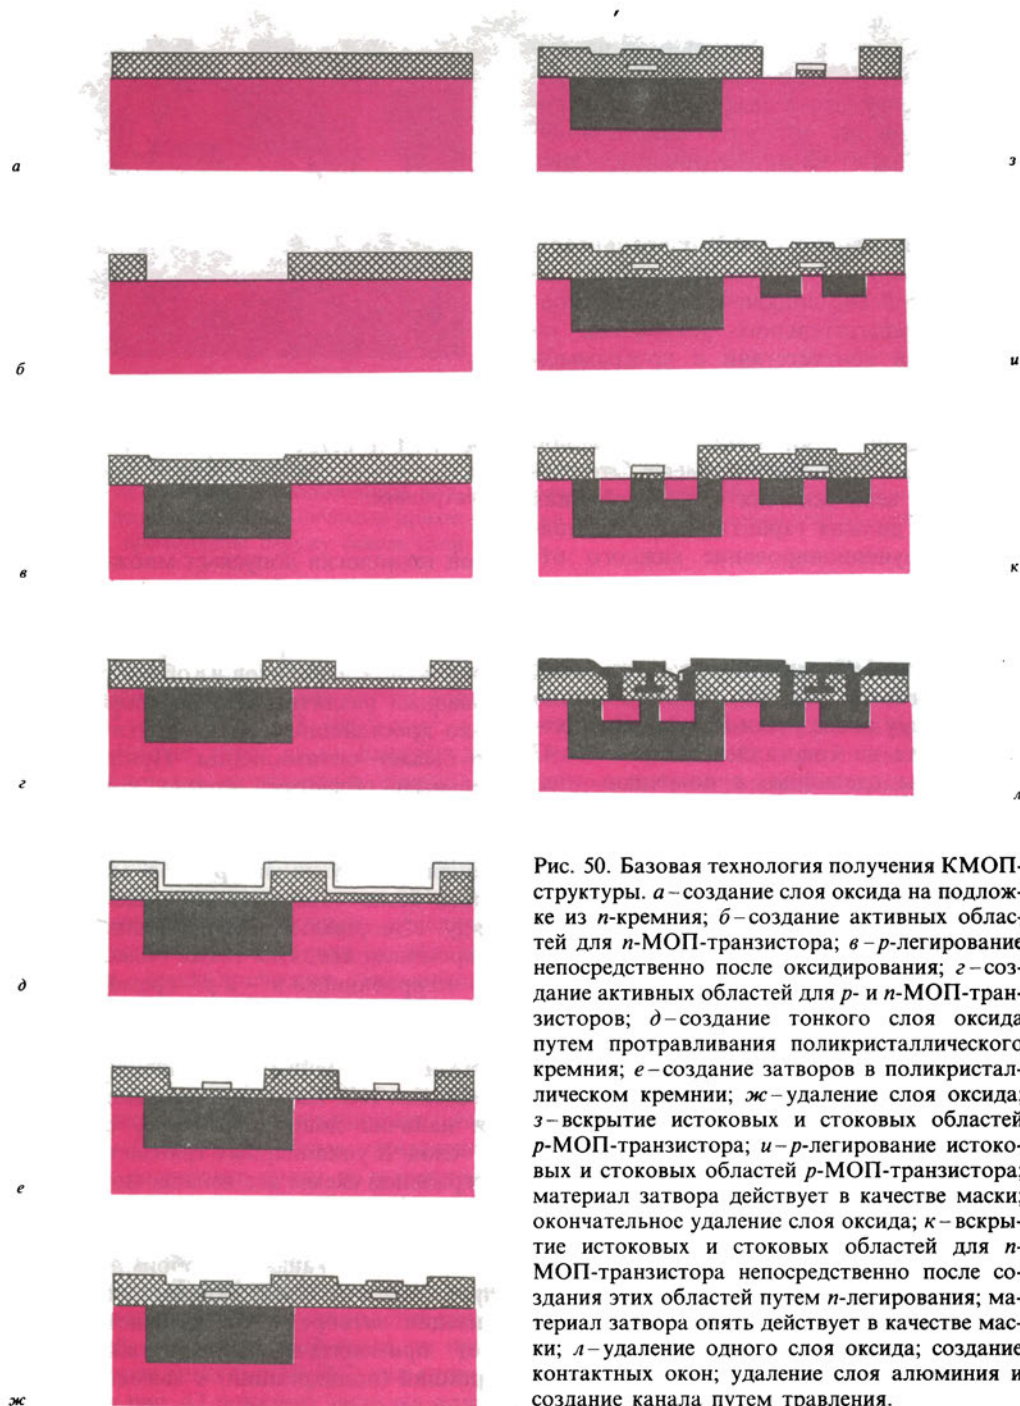 а
б
в
г
д
е
ж
з
и
к
л
Рис. 50. Базовая технология получения КМОП-
структуры. а – создание слоя оксида на подлож-
ке из n-кремния; б – создание активных облас-
тей для n-МОП-транзистора; в – p-легирование
непосредственно после оксидирования; г – соз-
дание активных областей для p- и n-МОП-тран-
зисторов; д – создание тонкого слоя оксида
путем протравливания поликристаллического
кремния; е – создание затворов в поликристал-
лическом кремнии; ж – удаление слоя оксида;
з – вскрытие истоковых и стоковых областей
p-МОП-транзистора; и – p-легирование истоко-
вых и стоковых областей p-МОП-транзистора;
материал затвора действует в качестве маски;
окончательное удаление слоя оксида; к – вскры-
тие истоковых и стоковых областей для n-
МОП-транзистора непосредственно после со-
здания этих областей путем n-легирования; ма-
териал затвора опять действует в качестве мас-
ки; л – удаление одного слоя оксида; создание
контактных окон; удаление слоя алюминия и
создание канала путем травления.